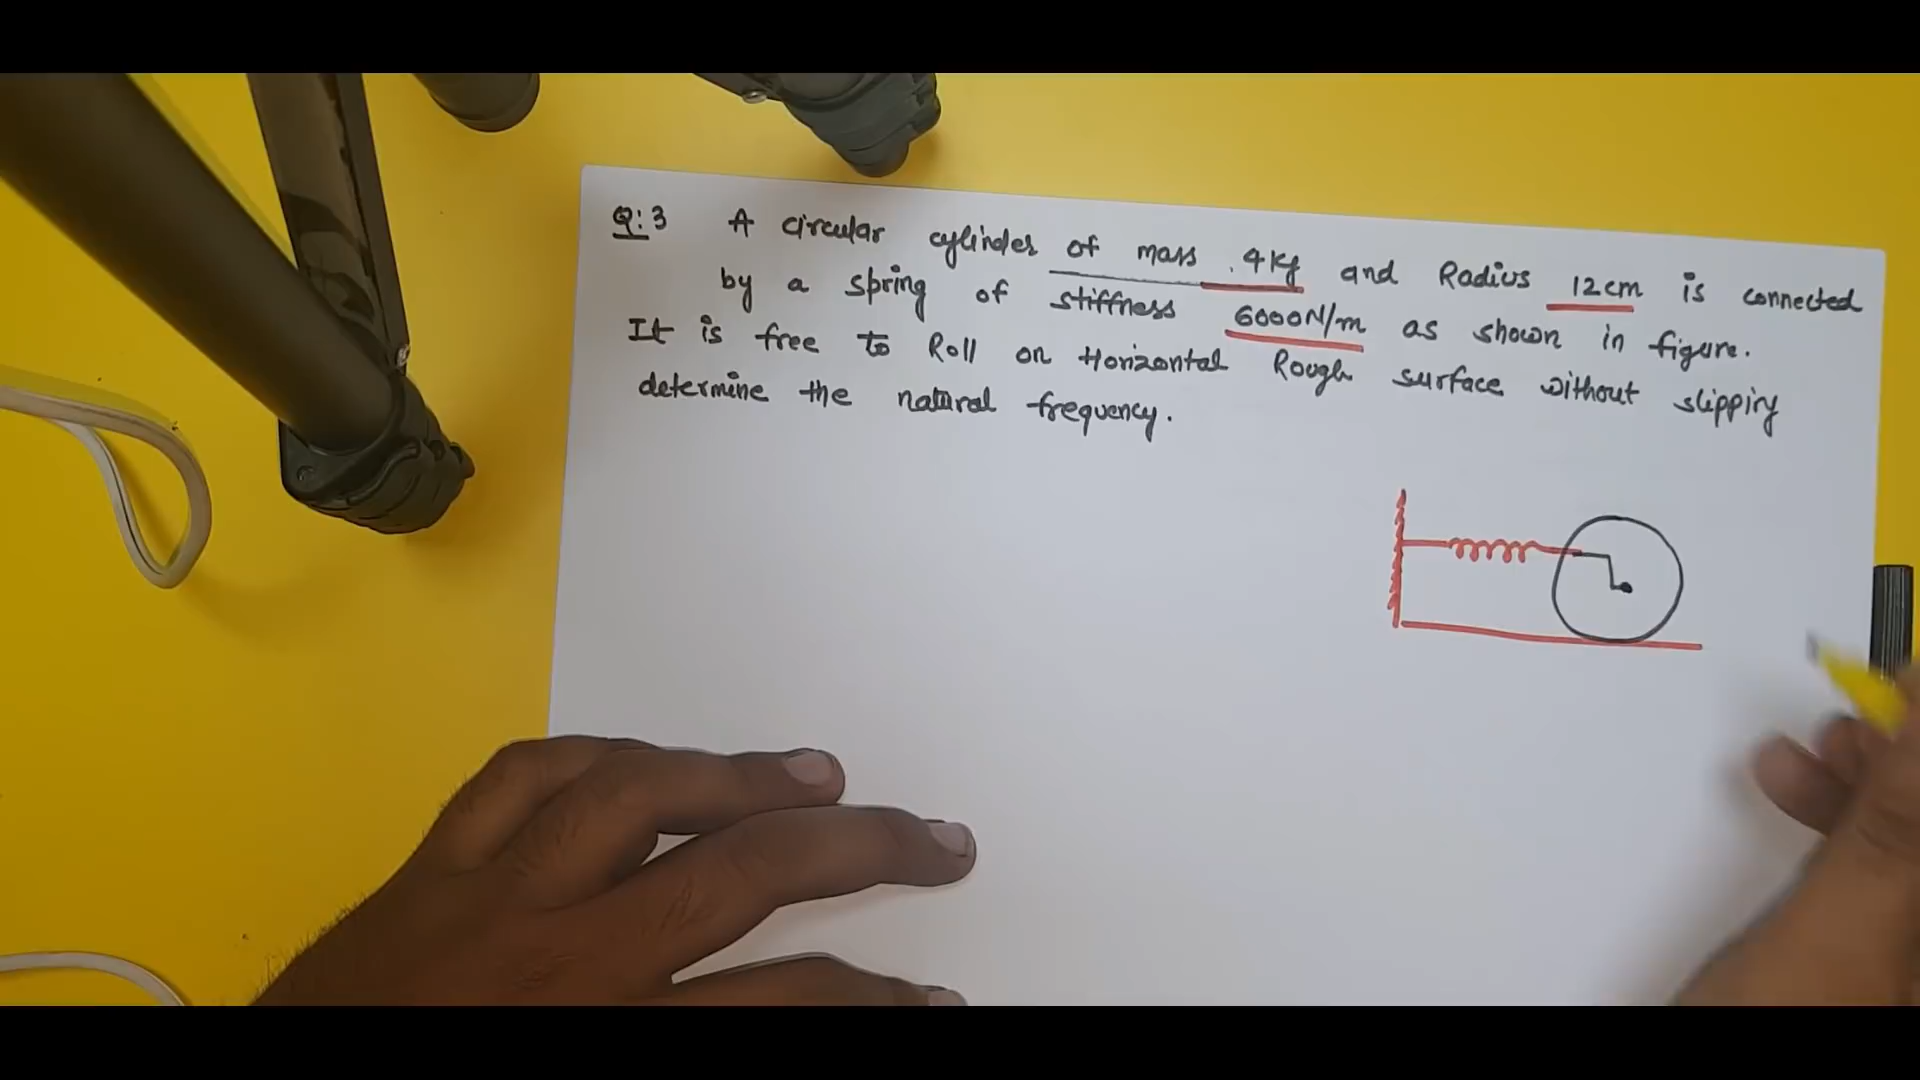 Q:3 A circular cylinder of mass 4Kg and Radius 12cm is connected
by a spring of stiffness 6000N/m as shown in figure.
It is free to Roll on Horizontal Rough surface without slipping
determine the natural frequency.